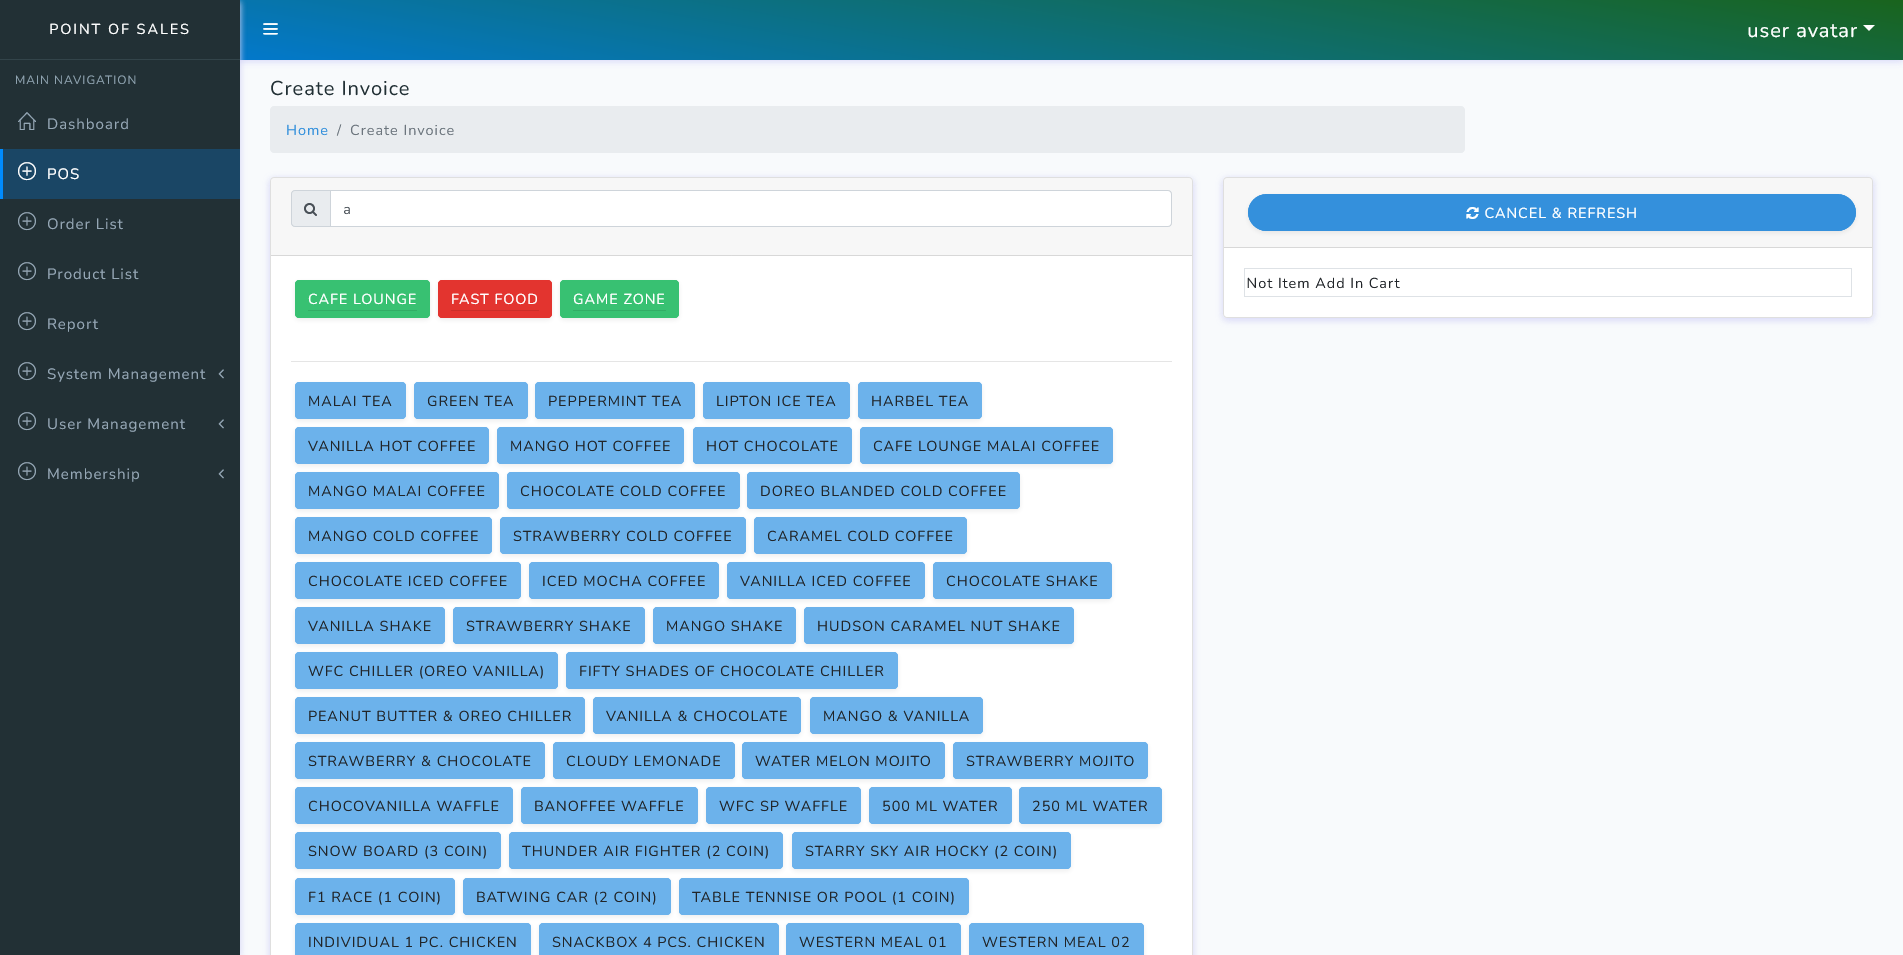 POINT OF SALES
user avatar
MAIN NAVIGATION
Dashboard
POS
Order List
Product List
Report
System Management
User Management
Membership
Create Invoice
Home / Create Invoice
a
CAFE LOUNGE FAST FOOD GAME ZONE
MALAI TEA GREEN TEA PEPPERMINT TEA LIPTON ICE TEA HARBEL TEA
VANILLA HOT COFFEE MANGO HOT COFFEE HOT CHOCOLATE CAFE LOUNGE MALAI COFFEE
MANGO MALAI COFFEE CHOCOLATE COLD COFFEE DOREO BLANDED COLD COFFEE
MANGO COLD COFFEE STRAWBERRY COLD COFFEE CARAMEL COLD COFFEE
CHOCOLATE ICED COFFEE ICED MOCHA COFFEE VANILLA ICED COFFEE CHOCOLATE SHAKE
VANILLA SHAKE STRAWBERRY SHAKE MANGO SHAKE HUDSON CARAMEL NUT SHAKE
WFC CHILLER (OREO VANILLA) FIFTY SHADES OF CHOCOLATE CHILLER
PEANUT BUTTER & OREO CHILLER VANILLA & CHOCOLATE MANGO & VANILLA
STRAWBERRY & CHOCOLATE CLOUDY LEMONADE WATER MELON MOJITO STRAWBERRY MOJITO
CHOCOVANILLA WAFFLE BANOFFEE WAFFLE WFC SP WAFFLE 500 ML WATER 250 ML WATER
SNOW BOARD (3 COIN) THUNDER AIR FIGHTER (2 COIN) STARRY SKY AIR HOCKY (2 COIN)
F1 RACE (1 COIN) BATWING CAR (2 COIN) TABLE TENNISE OR POOL (1 COIN)
INDIVIDUAL 1 PC. CHICKEN SNACKBOX 4 PCS. CHICKEN WESTERN MEAL 01 WESTERN MEAL 02
CANCEL & REFRESH
Not Item Add In Cart